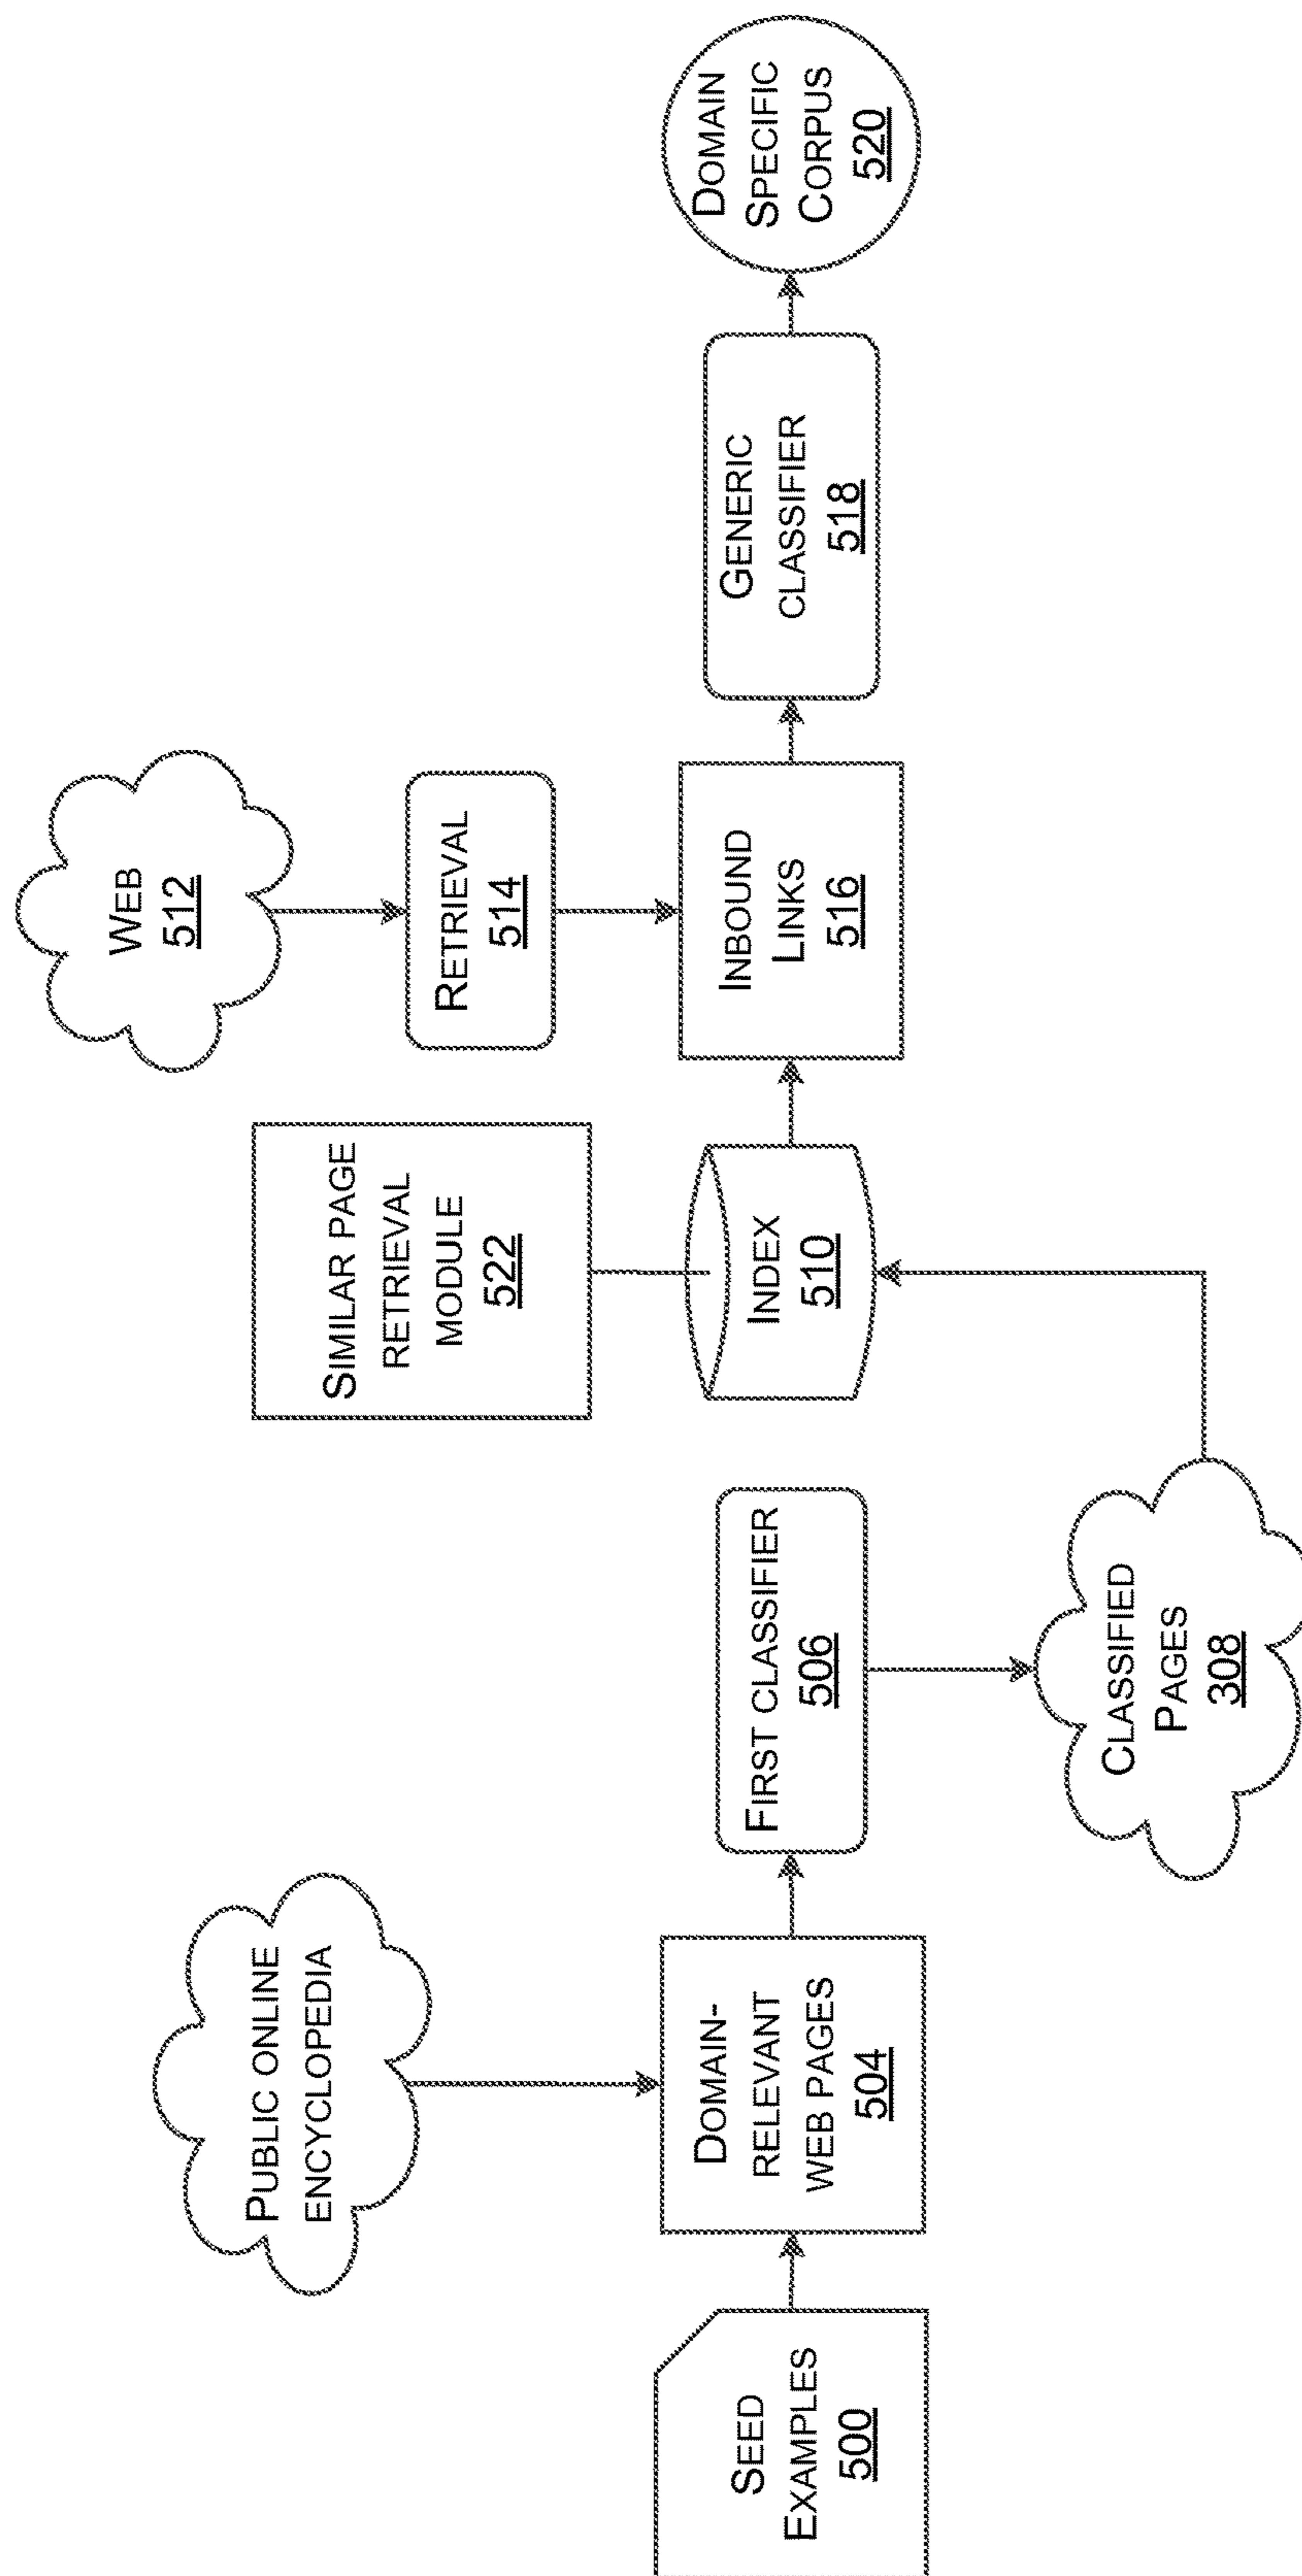 SEED
EXAMPLES
500
PUBLIC ONLINE
ENCYCLOPEDIA
DOMAIN-
RELEVANT
WEB PAGES
504
FIRST CLASSIFIER
506
CLASSIFIED
PAGES
308
SIMILAR PAGE
RETRIEVAL
MODULE
522
INDEX
510
WEB
512
RETRIEVAL
514
INBOUND
LINKS
516
GENERIC
CLASSIFIER
518
DOMAIN
SPECIFIC
CORPUS
520